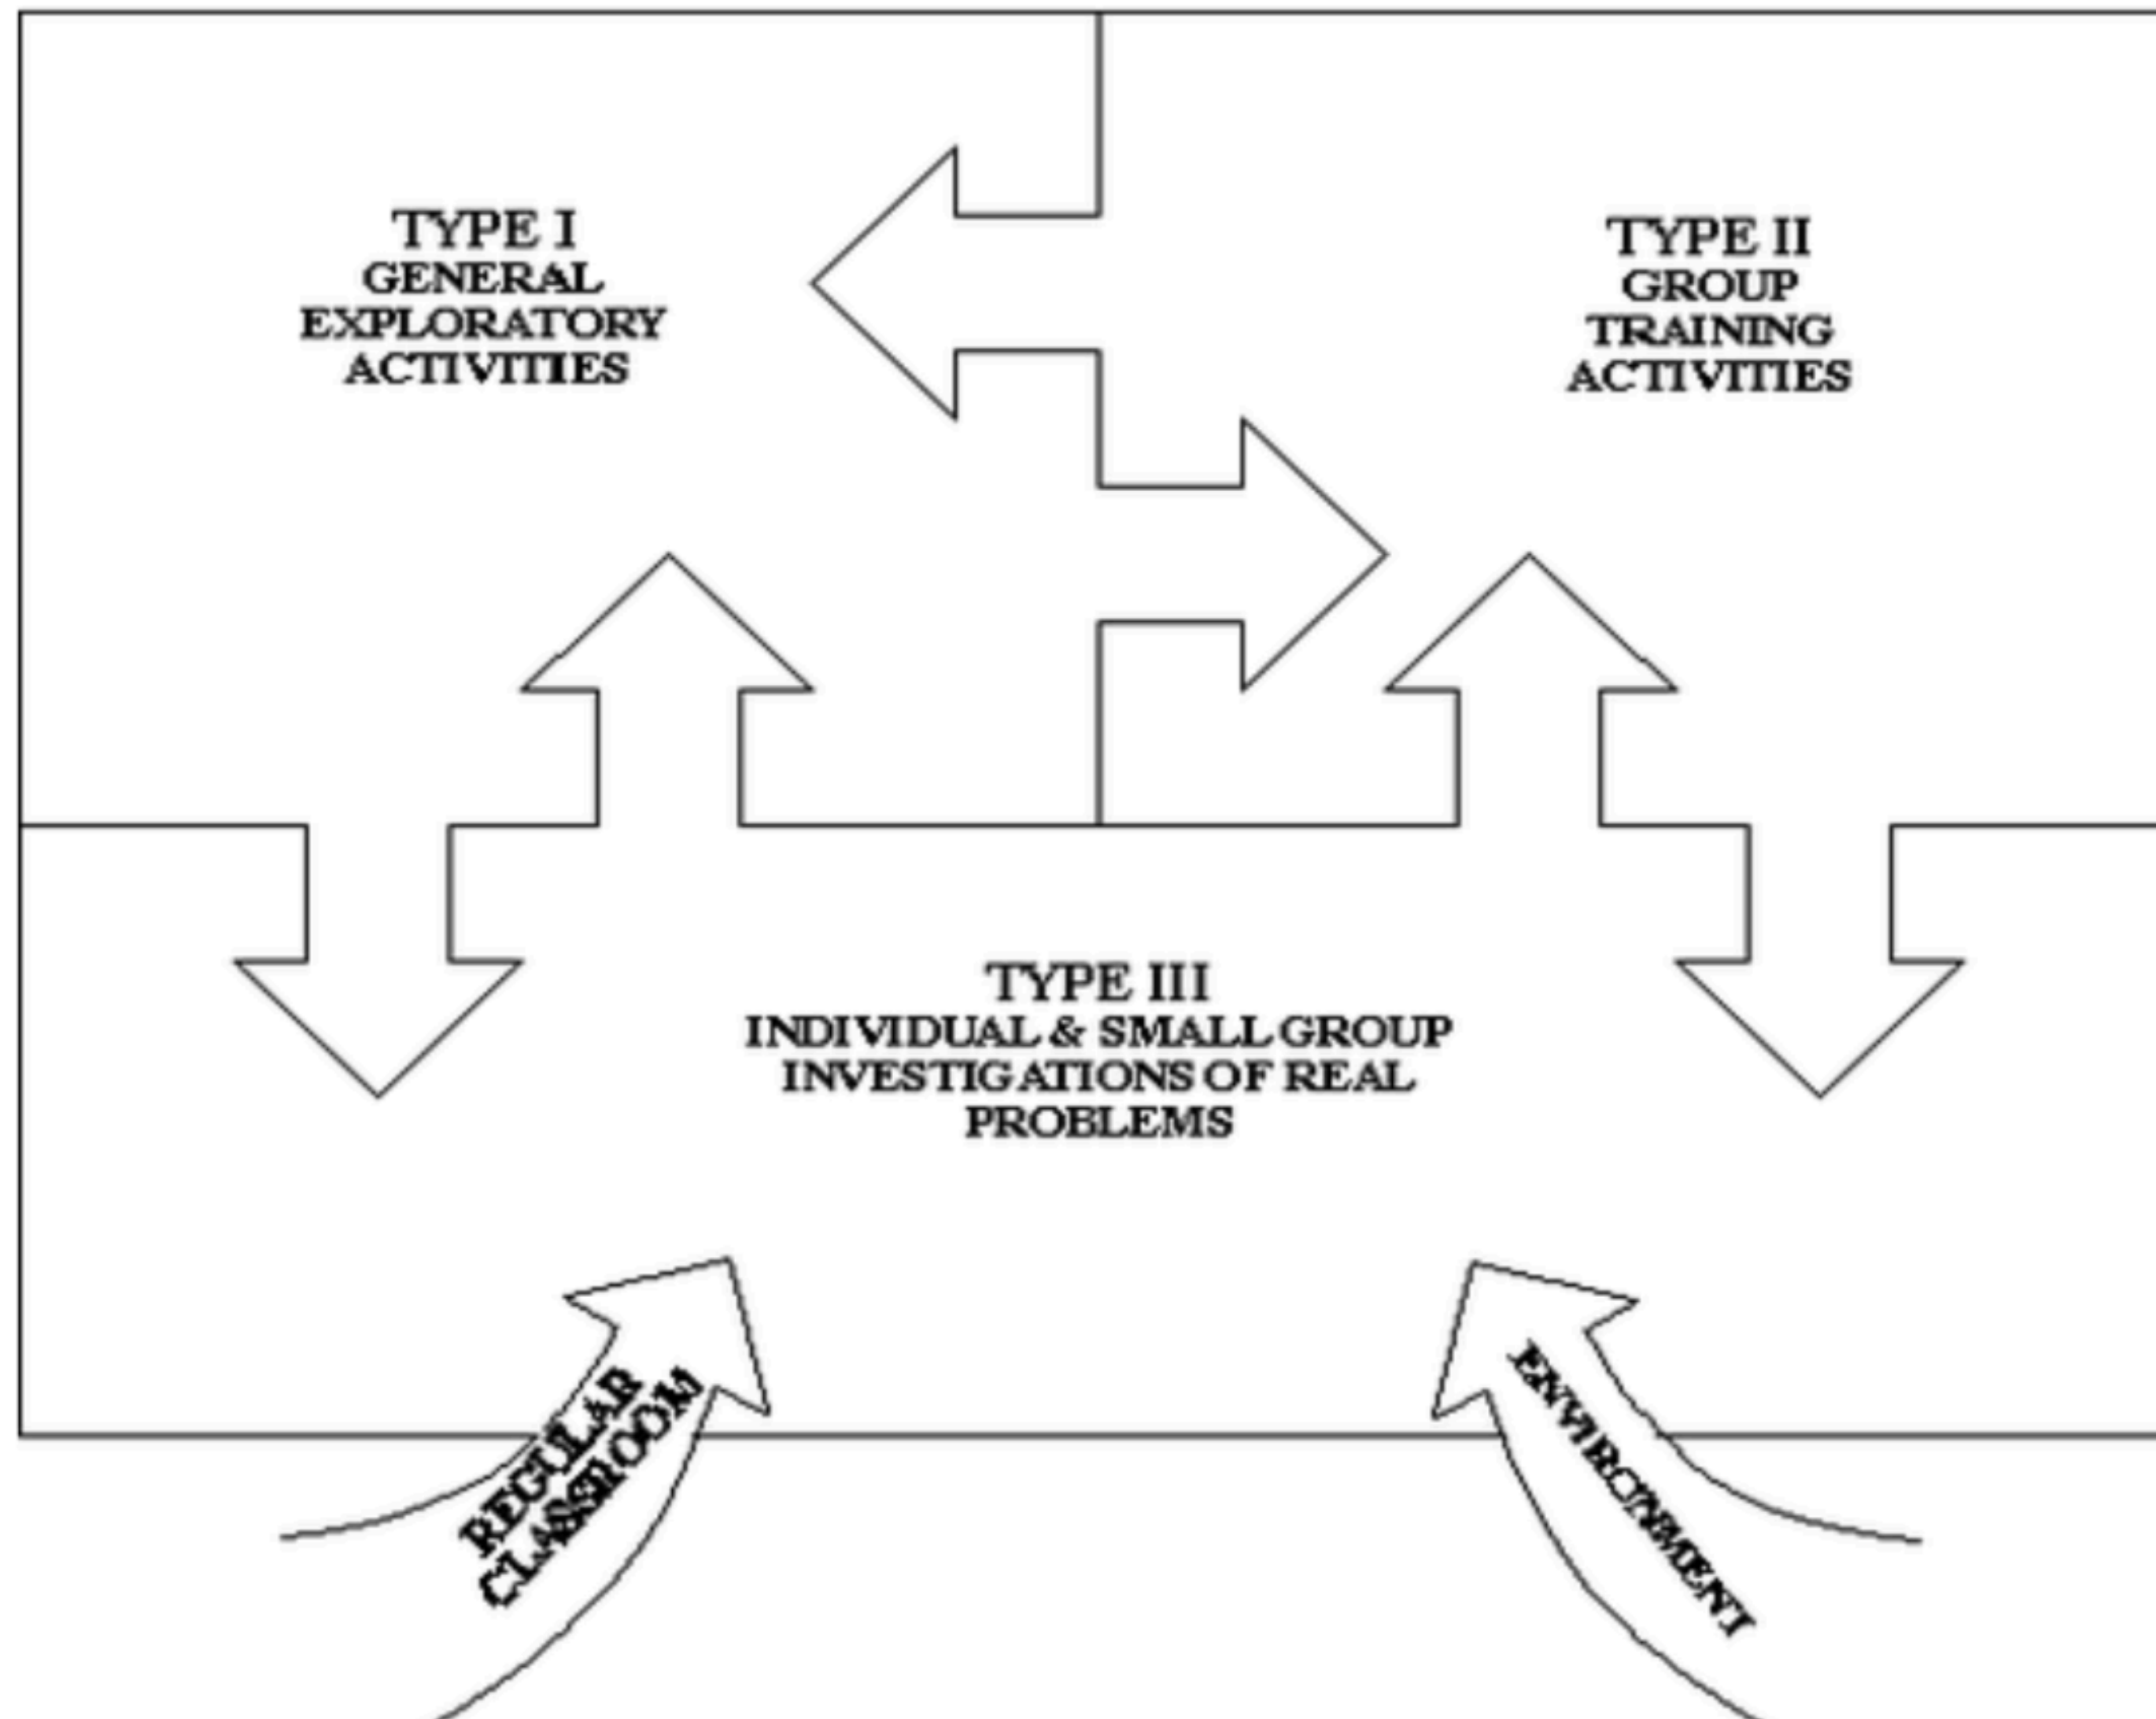 TYPE I
GENERAL
EXPLORATORY
ACTIVITIES
TYPE II
GROUP
TRAINING
ACTIVITIES
TYPE III
INDIVIDUAL & SMALL GROUP
INVESTIGATIONS OF REAL
PROBLEMS
REGULAR
CLASSROOM
ENVIRONMENT